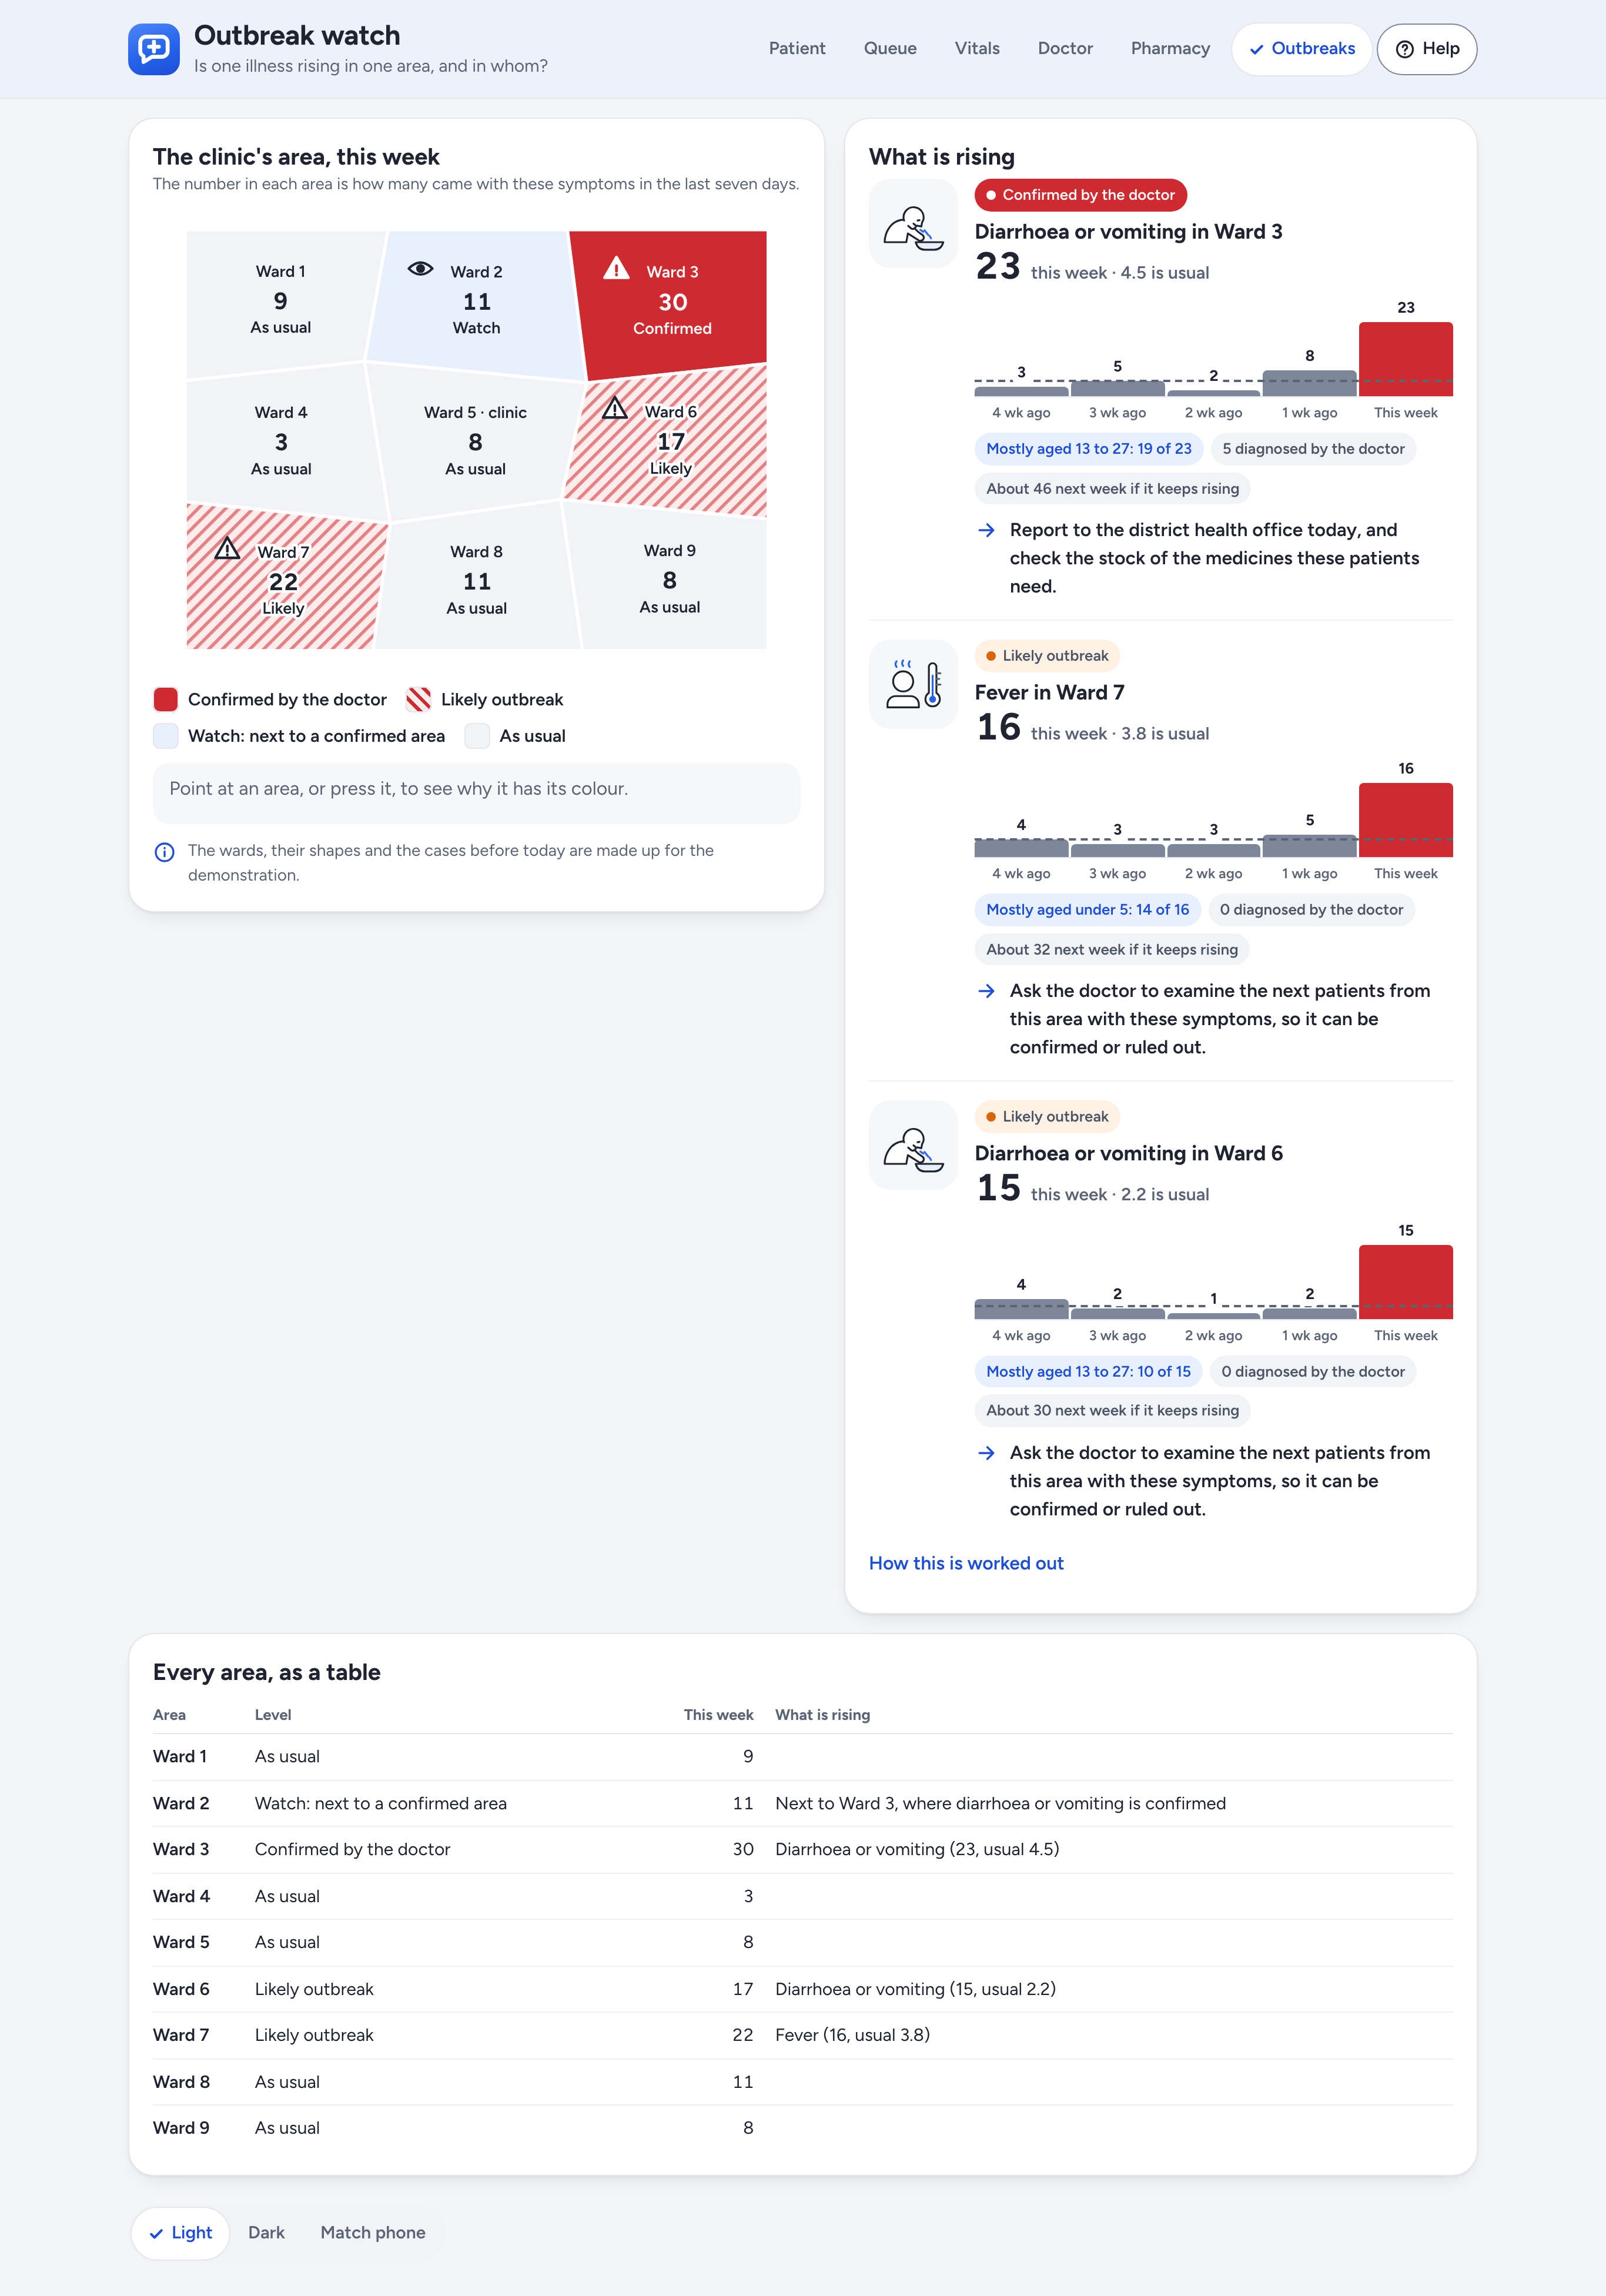 Outbreak watch
Is one illness rising in one area, and in whom?
Patient
Queue
Vitals
Doctor
Pharmacy
Outbreaks
Help
The clinic's area, this week
The number in each area is how many came with these symptoms in the last seven days.
Ward 1
9
As usual
Ward 2
11
Watch
Ward 3
30
Confirmed
Ward 4
3
As usual
Ward 5 · clinic
8
As usual
Ward 6
17
Likely
Ward 7
22
Likely
Ward 8
11
As usual
Ward 9
8
As usual
Confirmed by the doctor
Likely outbreak
Watch: next to a confirmed area
As usual
Point at an area, or press it, to see why it has its colour.
The wards, their shapes and the cases before today are made up for the
demonstration.
What is rising
Confirmed by the doctor
Diarrhoea or vomiting in Ward 3
23 this week · 4.5 is usual
3
5
2
8
23
4 wk ago
3 wk ago
2 wk ago
1 wk ago
This week
Mostly aged 13 to 27: 19 of 23
5 diagnosed by the doctor
About 46 next week if it keeps rising
Report to the district health office today, and
check the stock of the medicines these patients
need.
Likely outbreak
Fever in Ward 7
16 this week · 3.8 is usual
4
3
3
5
16
4 wk ago
3 wk ago
2 wk ago
1 wk ago
This week
Mostly aged under 5: 14 of 16
0 diagnosed by the doctor
About 32 next week if it keeps rising
Ask the doctor to examine the next patients from
this area with these symptoms, so it can be
confirmed or ruled out.
Likely outbreak
Diarrhoea or vomiting in Ward 6
15 this week · 2.2 is usual
4
2
1
2
15
4 wk ago
3 wk ago
2 wk ago
1 wk ago
This week
Mostly aged 13 to 27: 10 of 15
0 diagnosed by the doctor
About 30 next week if it keeps rising
Ask the doctor to examine the next patients from
this area with these symptoms, so it can be
confirmed or ruled out.
How this is worked out
Every area, as a table
Area Level This week What is rising
Ward 1 As usual 9
Ward 2 Watch: next to a confirmed area 11 Next to Ward 3, where diarrhoea or vomiting is confirmed
Ward 3 Confirmed by the doctor 30 Diarrhoea or vomiting (23, usual 4.5)
Ward 4 As usual 3
Ward 5 As usual 8
Ward 6 Likely outbreak 17 Diarrhoea or vomiting (15, usual 2.2)
Ward 7 Likely outbreak 22 Fever (16, usual 3.8)
Ward 8 As usual 11
Ward 9 As usual 8
Light
Dark
Match phone